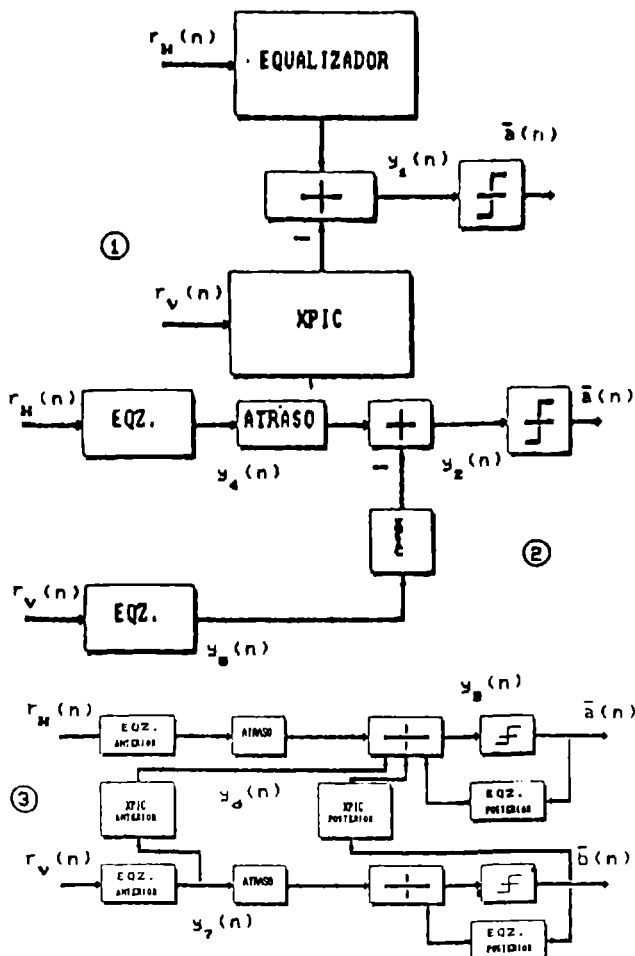 r_H(n)
EQUALIZADOR
y_1(n)
ā(n)
+
−
①
r_V(n)
XPIC
r_H(n)
EQZ.
ATRASO
+
ā(n)
y_4(n)
y_2(n)
−
②
r_V(n)
EQZ.
y_5(n)
y_3(n)
r_H(n)
ā(n)
EQZ. ANTERIOR
ATRASO
③
XPIC ANTERIOR
y_6(n)
XPIC POSTERIOR
EQZ. POSTERIOR
r_V(n)
b̄(n)
EQZ. ANTERIOR
ATRASO
y_7(n)
EQZ. POSTERIOR